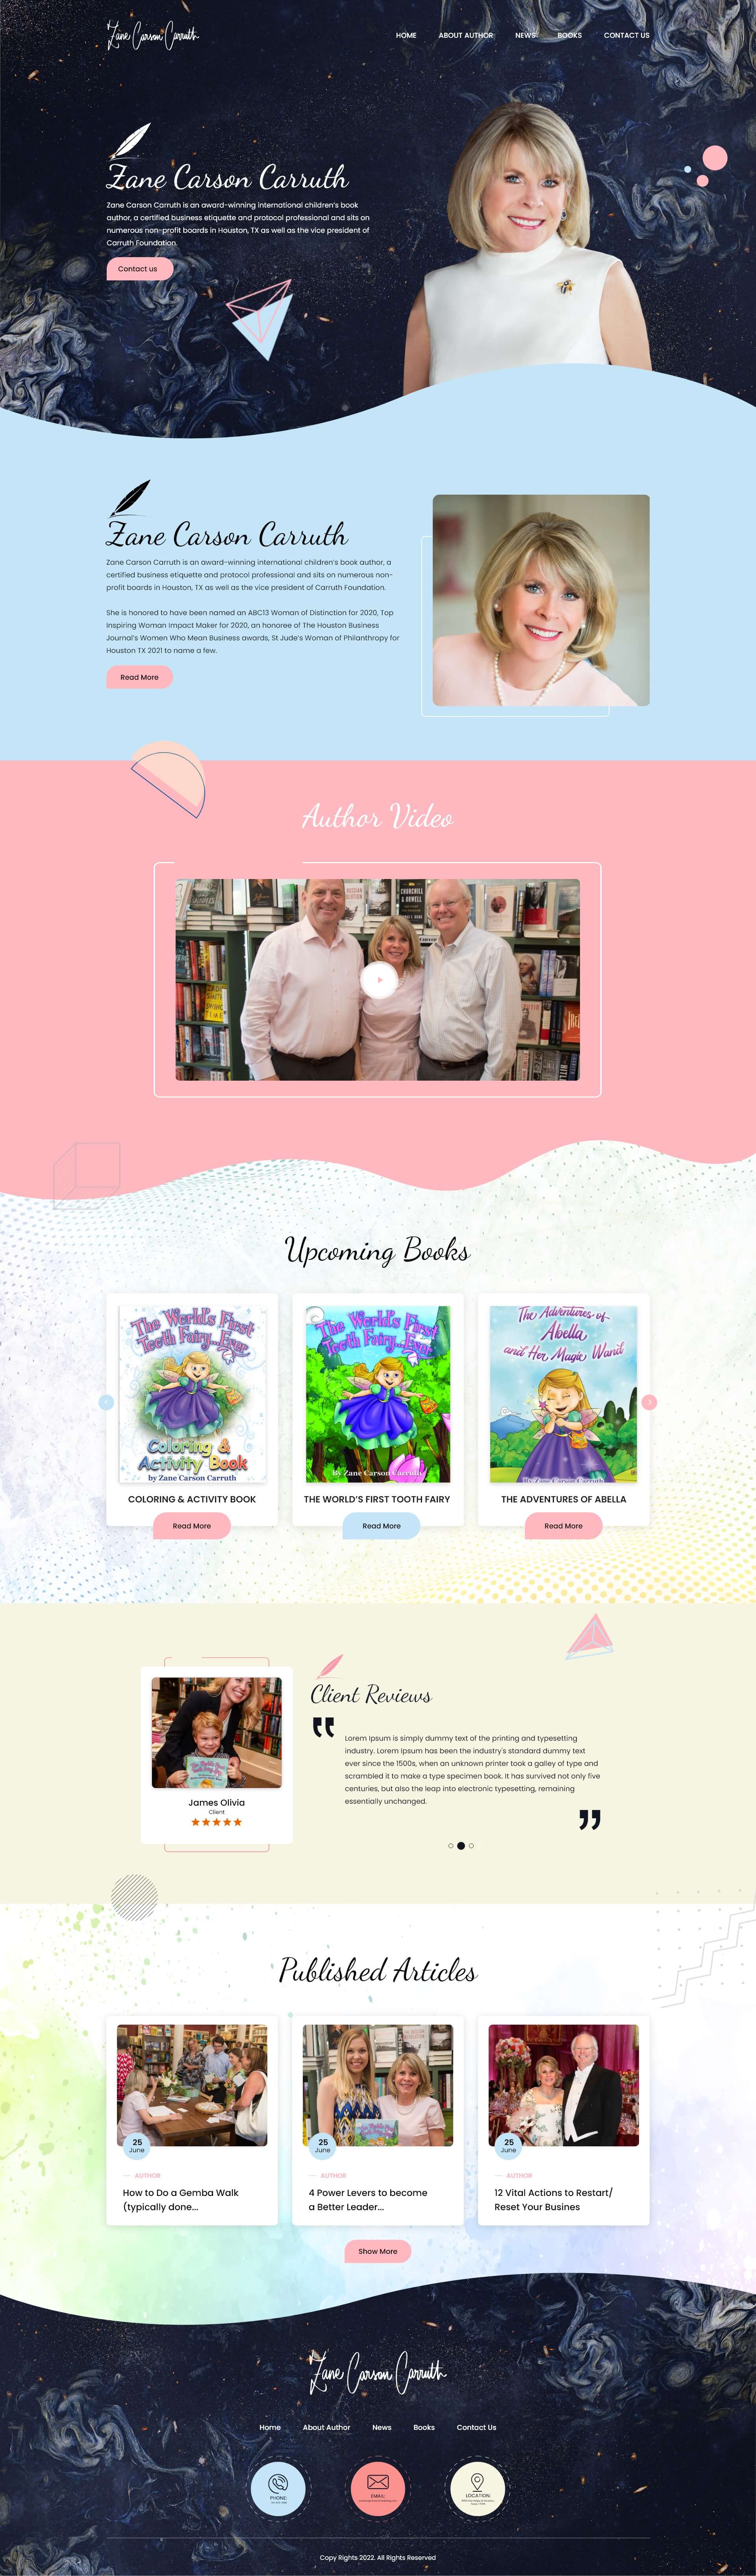 Zane Carson Carruth
HOME ABOUT AUTHOR NEWS BOOKS CONTACT US
Zane Carson Carruth
Zane Carson Carruth is an award-winning international children's book
author, a certified business etiquette and protocol professional and sits on
numerous non-profit boards in Houston, TX as well as the vice president of
Carruth Foundation.
Contact us
Zane Carson Carruth
Zane Carson Carruth is an award-winning international children's book author, a
certified business etiquette and protocol professional and sits on numerous non-
profit boards in Houston, TX as well as the vice president of Carruth Foundation.
She is honored to have been named an ABC13 Woman of Distinction for 2020, Top
Inspiring Woman Impact Maker for 2020, an honoree of The Houston Business
Journal's Women Who Mean Business awards, St Jude's Woman of Philanthropy for
Houston TX 2021 to name a few.
Read More
Author Video
CHURCHILL
& ORWELL
Upcoming Books
The World's First
Tooth Fairy...Ever
Coloring &
Activity Book
by Zane Carson Carruth
COLORING & ACTIVITY BOOK
Read More
The World's First
Tooth Fairy...Ever
By Zane Carson Carruth
THE WORLD'S FIRST TOOTH FAIRY
Read More
The Adventures of
Abella
and Her Magic Wand
By Zane Carson Carruth
THE ADVENTURES OF ABELLA
Read More
James Olivia
Client
Client Reviews
Lorem Ipsum is simply dummy text of the printing and typesetting
industry. Lorem Ipsum has been the industry's standard dummy text
ever since the 1500s, when an unknown printer took a galley of type and
scrambled it to make a type specimen book. It has survived not only five
centuries, but also the leap into electronic typesetting, remaining
essentially unchanged.
Published Articles
25
June
AUTHOR
How to Do a Gemba Walk
(typically done...
25
June
AUTHOR
4 Power Levers to become
a Better Leader...
25
June
AUTHOR
12 Vital Actions to Restart/
Reset Your Busines
Show More
Zane Carson Carruth
Home About Author News Books Contact Us
PHONE:
EMAIL:
LOCATION:
Copy Rights 2022. All Rights Reserved